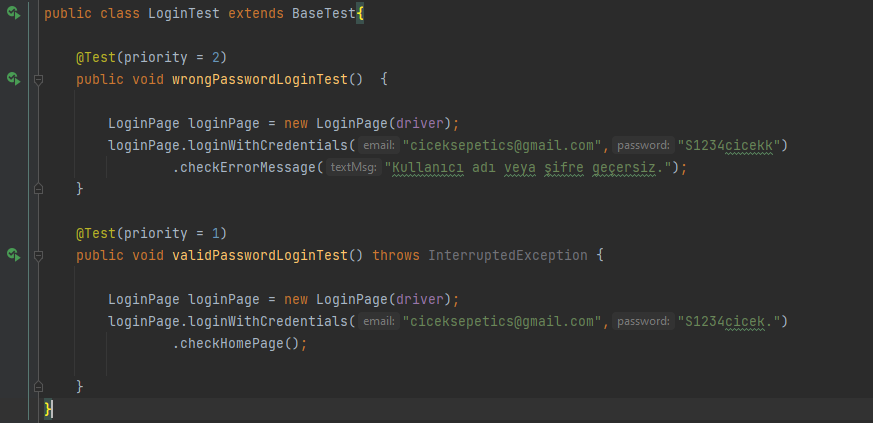 public class LoginTest extends BaseTest{
@Test(priority = 2)
public void wrongPasswordLoginTest()  {
LoginPage loginPage = new LoginPage(driver);
loginPage.loginWithCredentials( email: "ciceksepetics@gmail.com", password: "S1234cicekk")
.checkErrorMessage( textMsg: "Kullanıcı adı veya şifre geçersiz.");
}
@Test(priority = 1)
public void validPasswordLoginTest() throws InterruptedException {
LoginPage loginPage = new LoginPage(driver);
loginPage.loginWithCredentials( email: "ciceksepetics@gmail.com", password: "S1234cicek.")
.checkHomePage();
}
}